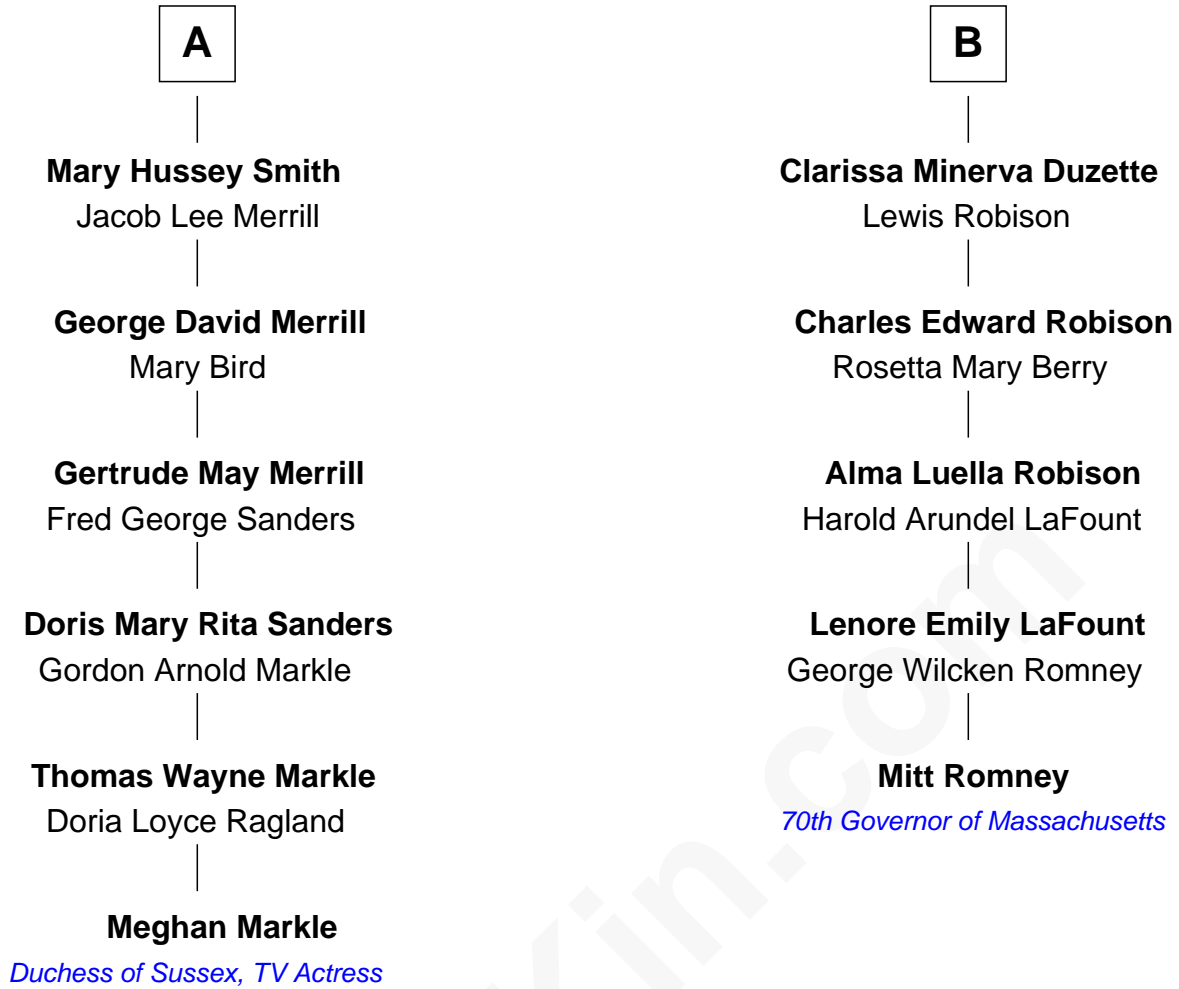 A
Mary Hussey Smith
Jacob Lee Merrill
George David Merrill
Mary Bird
Gertrude May Merrill
Fred George Sanders
Doris Mary Rita Sanders
Gordon Arnold Markle
Thomas Wayne Markle
Doria Loyce Ragland
Meghan Markle
Duchess of Sussex, TV Actress
B
Clarissa Minerva Duzette
Lewis Robison
Charles Edward Robison
Rosetta Mary Berry
Alma Luella Robison
Harold Arundel LaFount
Lenore Emily LaFount
George Wilcken Romney
Mitt Romney
70th Governor of Massachusetts